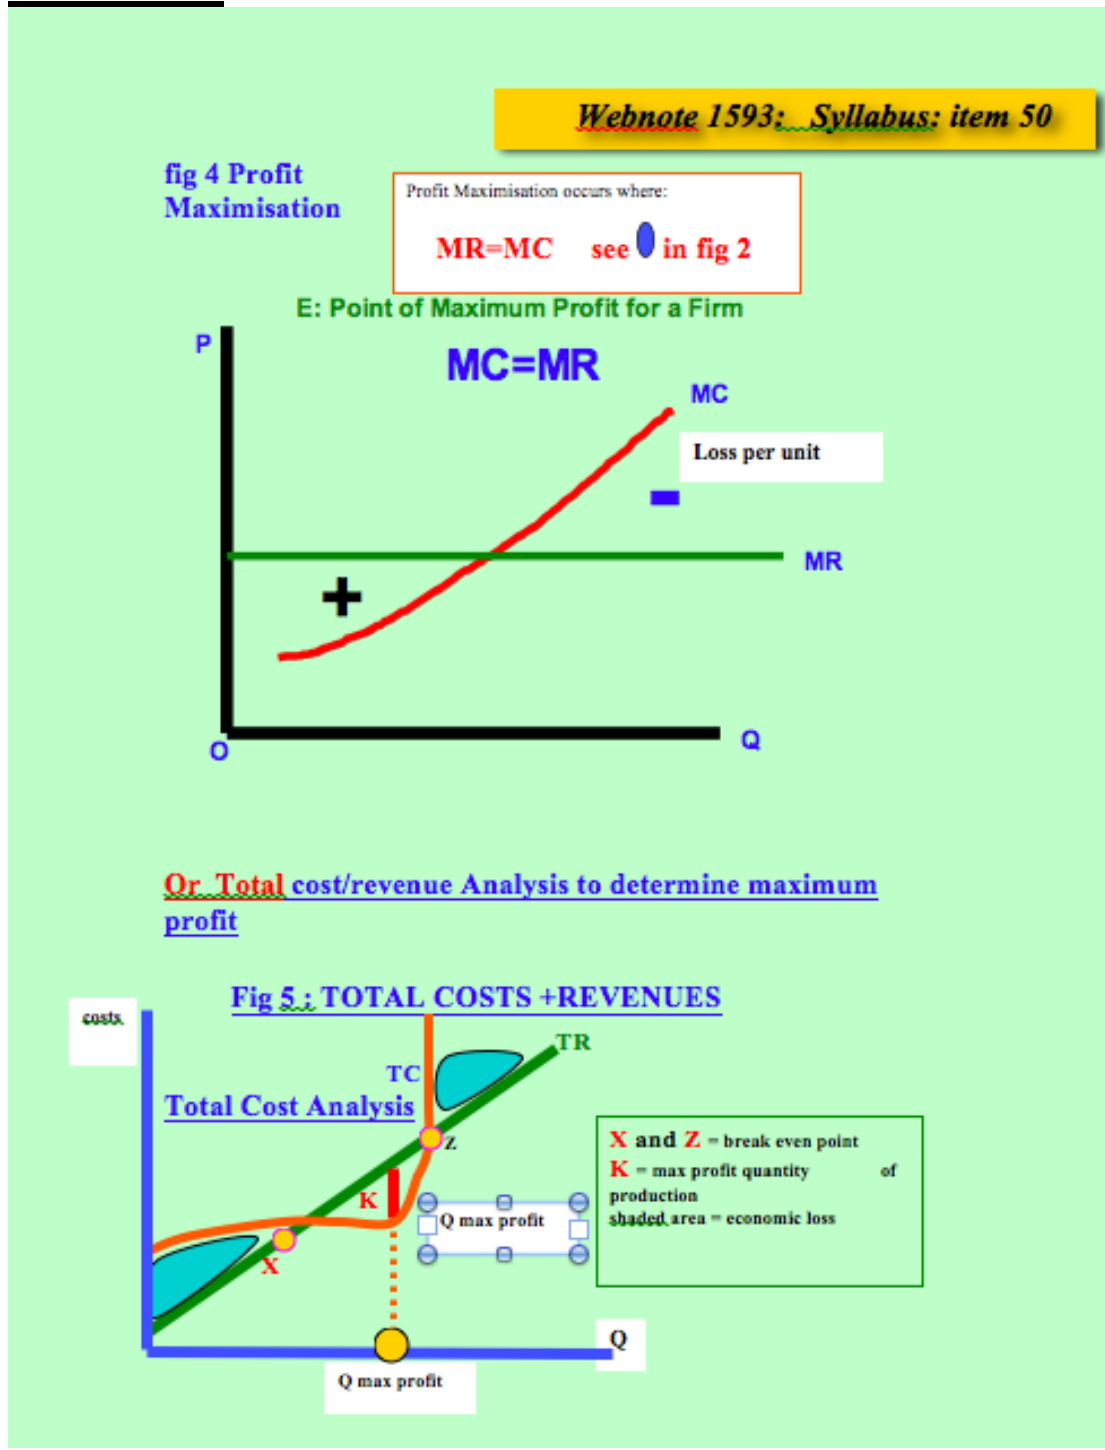 Webnote 1593: Syllabus: item 50
fig 4 Profit
Maximisation
Profit Maximisation occurs where:
MR=MC see in fig 2
E: Point of Maximum Profit for a Firm
P
MC=MR
MC
Loss per unit
-
MR
+
O
Q
Or Total cost/revenue Analysis to determine maximum
profit
Fig 5 : TOTAL COSTS +REVENUES
costs
TR
TC
Total Cost Analysis
Z
K
Q max profit
X
X and Z = break even point
K = max profit quantity of
production
shaded area = economic loss
Q
Q max profit